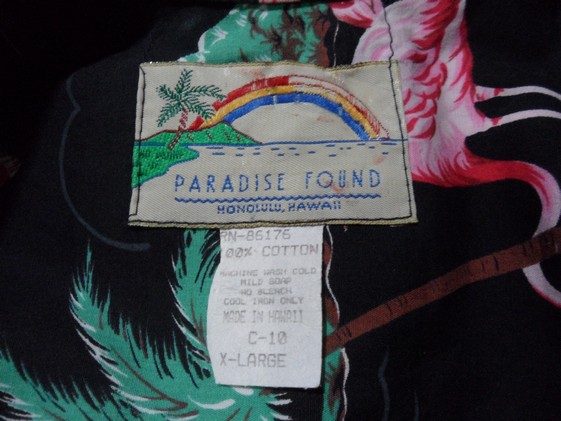 PARADISE FOUND
HONOLULU, HAWAII
RN-86176
00% COTTON
MACHINE WASH COLD
MILD SOAP
NO BLEACH
COOL IRON ONLY
MADE IN HAWAII
C-10
X-LARGE